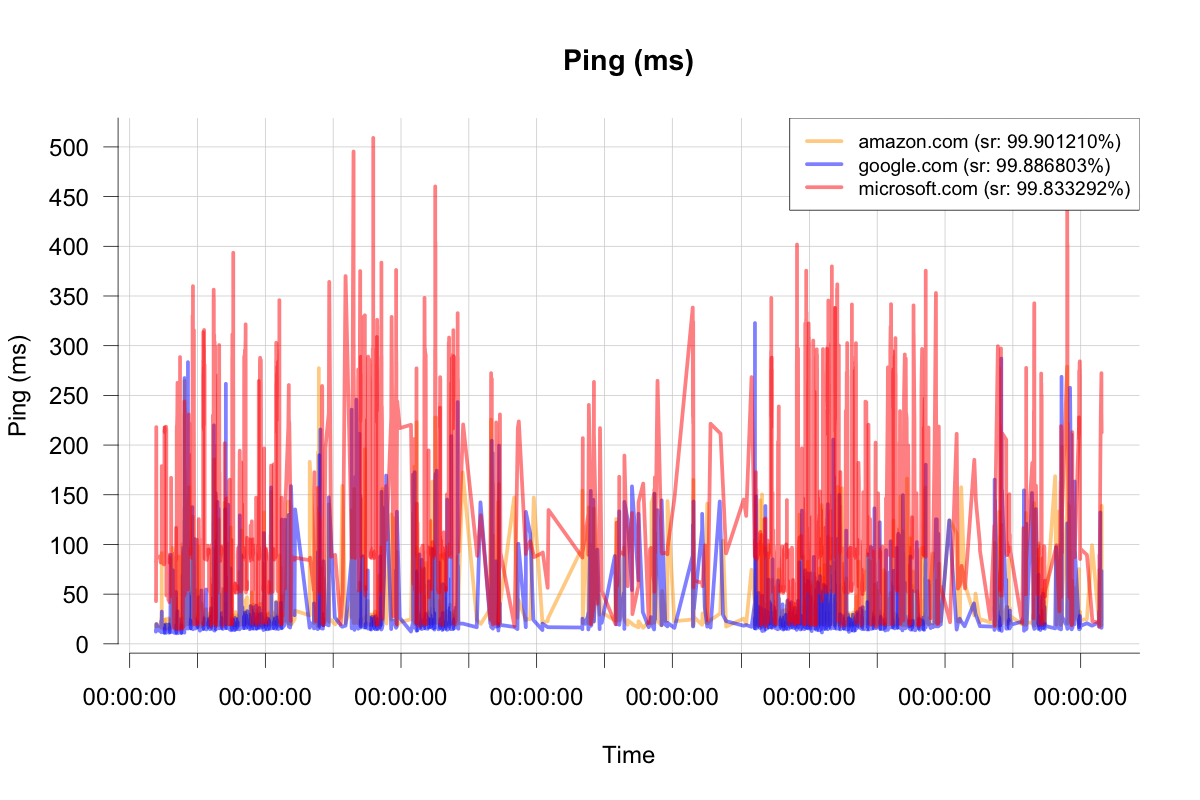 Ping (ms)
amazon.com (sr: 99.901210%)
google.com (sr: 99.886803%)
microsoft.com (sr: 99.833292%)
500
450
400
350
300
250
200
150
100
50
0
Ping (ms)
00:00:00 00:00:00 00:00:00 00:00:00 00:00:00 00:00:00 00:00:00 00:00:00
Time